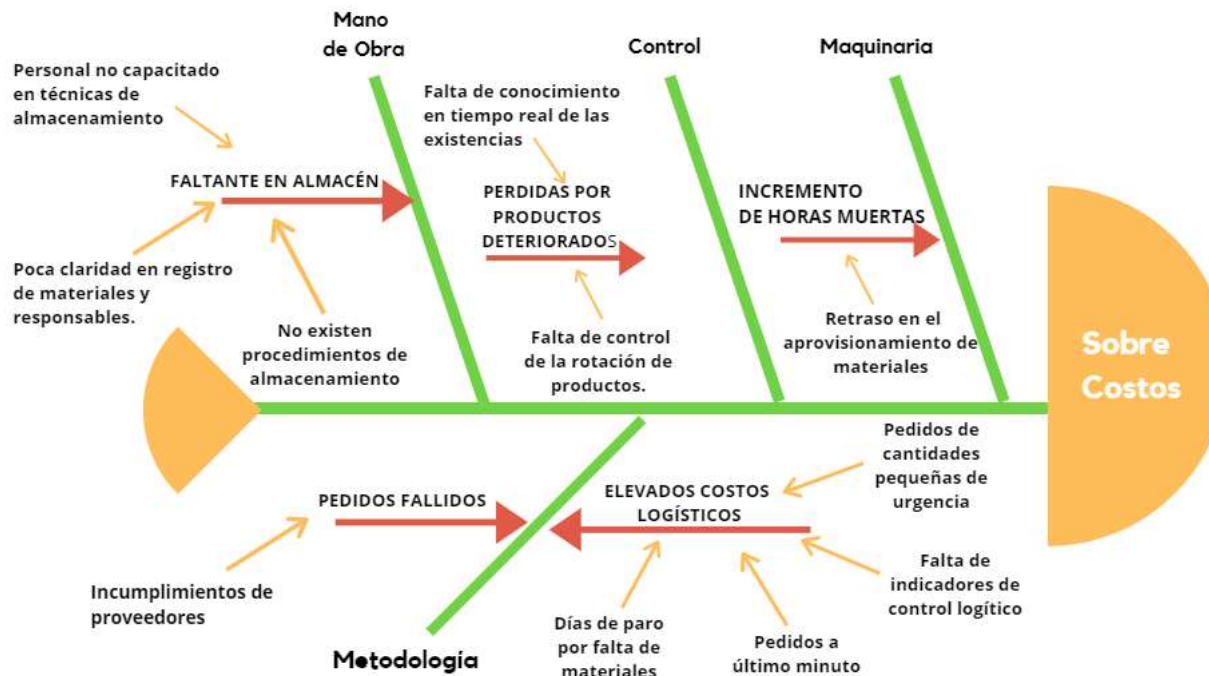 Mano
de Obra
Control
Maquinaria
Personal no capacitado
en técnicas de
almacenamiento
FALTANTE EN ALMACÉN
Poca claridad en registro
de materiales y
responsables.
No existen
procedimientos de
almacenamiento
Falta de conocimiento
en tiempo real de las
existencias
PERDIDAS POR
PRODUCTOS
DETERIORADOS
Falta de control
de la rotación de
productos.
INCREMENTO
DE HORAS MUERTAS
Retraso en el
aprovisionamiento de
materiales
Sobre
Costos
PEDIDOS FALLIDOS
Incumplimientos de
proveedores
ELEVADOS COSTOS
LOGÍSTICOS
Pedidos de
cantidades
pequeñas de
urgencia
Falta de
indicadores de
control logítico
Días de paro
por falta de
materiales
Pedidos a
último minuto
Metodología